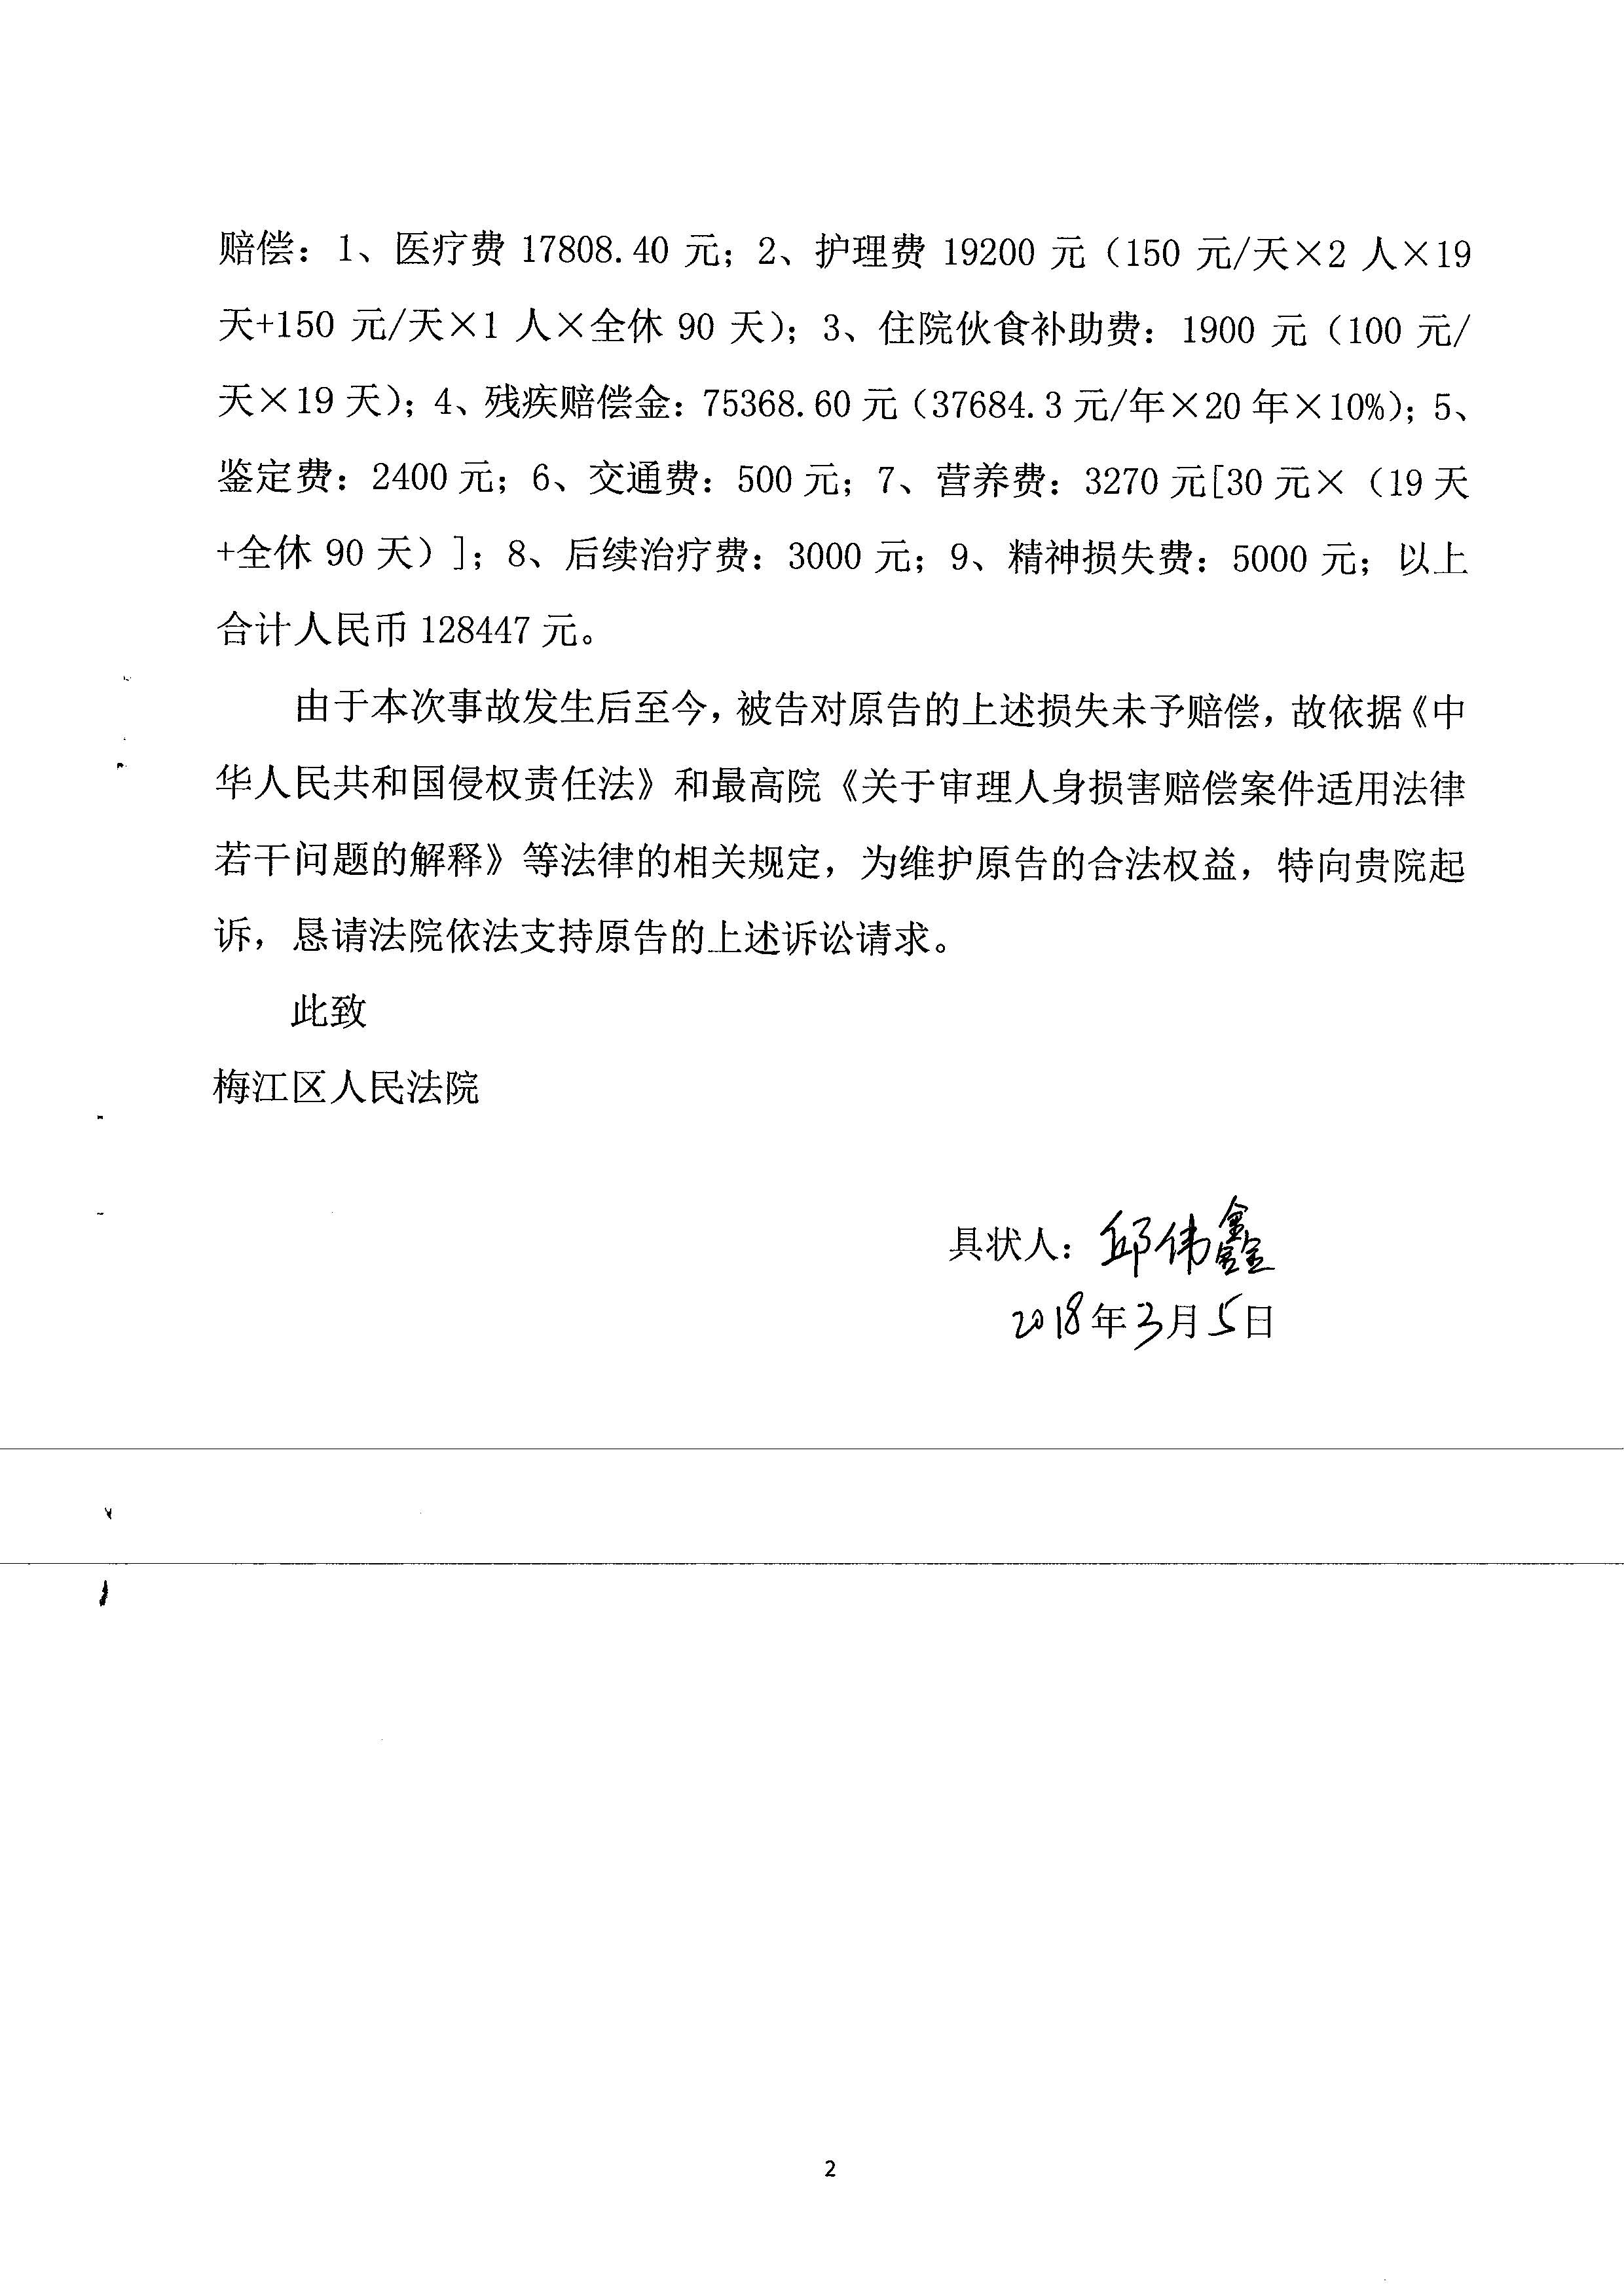 赔偿：1、医疗费 17808.40 元；2、护理费 19200 元（150 元/天×2 人×19
天+150 元/天×1 人×全休 90 天）；3、住院伙食补助费：1900 元（100 元/
天×19 天）；4、残疾赔偿金：75368.60 元（37684.3 元/年×20 年×10%）；5、
鉴定费：2400 元；6、交通费：500 元；7、营养费：3270 元[30 元×（19 天
+全休 90 天）]；8、后续治疗费：3000 元；9、精神损失费：5000 元；以上
合计人民币 128447 元。
由于本次事故发生后至今，被告对原告的上述损失未予赔偿，故依据《中
华人民共和国侵权责任法》和最高院《关于审理人身损害赔偿案件适用法律
若干问题的解释》等法律的相关规定，为维护原告的合法权益，特向贵院起
诉，恳请法院依法支持原告的上述诉讼请求。
此致
梅江区人民法院
具状人：邱伟鑫
2018年3月5日
2